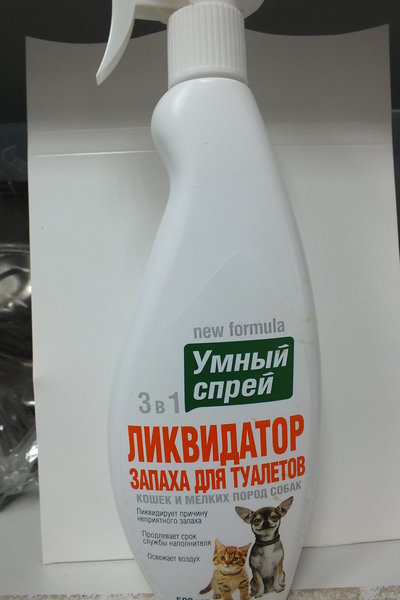 new formula
Умный
спрей
3 в 1
ЛИКВИДАТОР
ЗАПАХА ДЛЯ ТУАЛЕТОВ
КОШЕК И МЕЛКИХ ПОРОД СОБАК
Ликвидирует причину
неприятного запаха
Продлевает срок
службы наполнителя
Освежает воздух